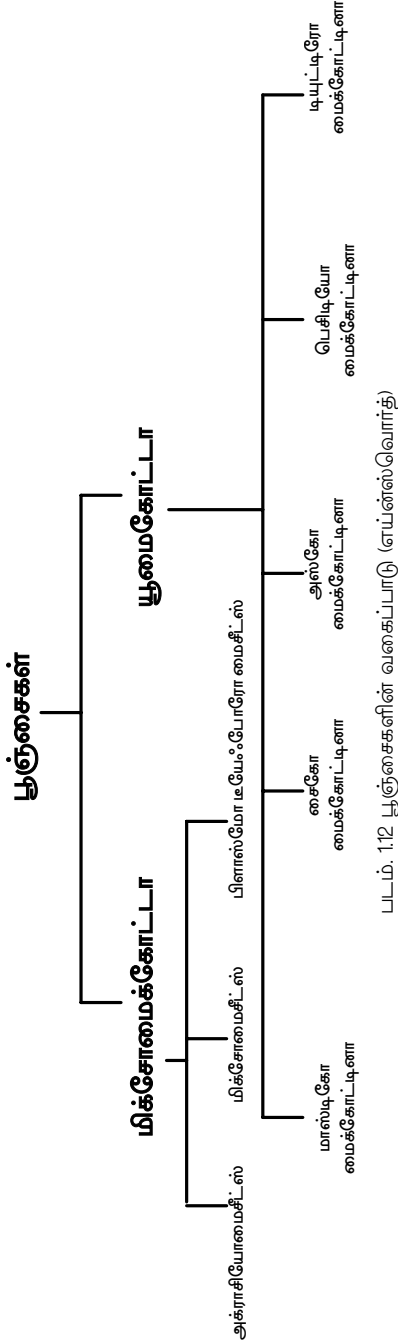 பூஞ்சைகள்
மிக்சோமைக்கோட்டா
யூமைகோட்டா
அக்ராசியோமைசீட்ஸ்
மிக்சோமைசீட்ஸ்
பிளாஸ்மோ டீயேஃபோரோ மைசீட்ஸ்
மாஸ்டிகோ
மைக்கோட்டினா
சைகோ
மைக்கோட்டினா
அஸ்கோ
மைக்கோட்டினா
பெசிடியோ
மைக்கோட்டினா
டியுட்டிரோ
மைக்கோட்டினா
படம். 1.12 பூஞ்சைகளின் வகைப்பாடு (எய்ன்ஸ்வொர்த்)